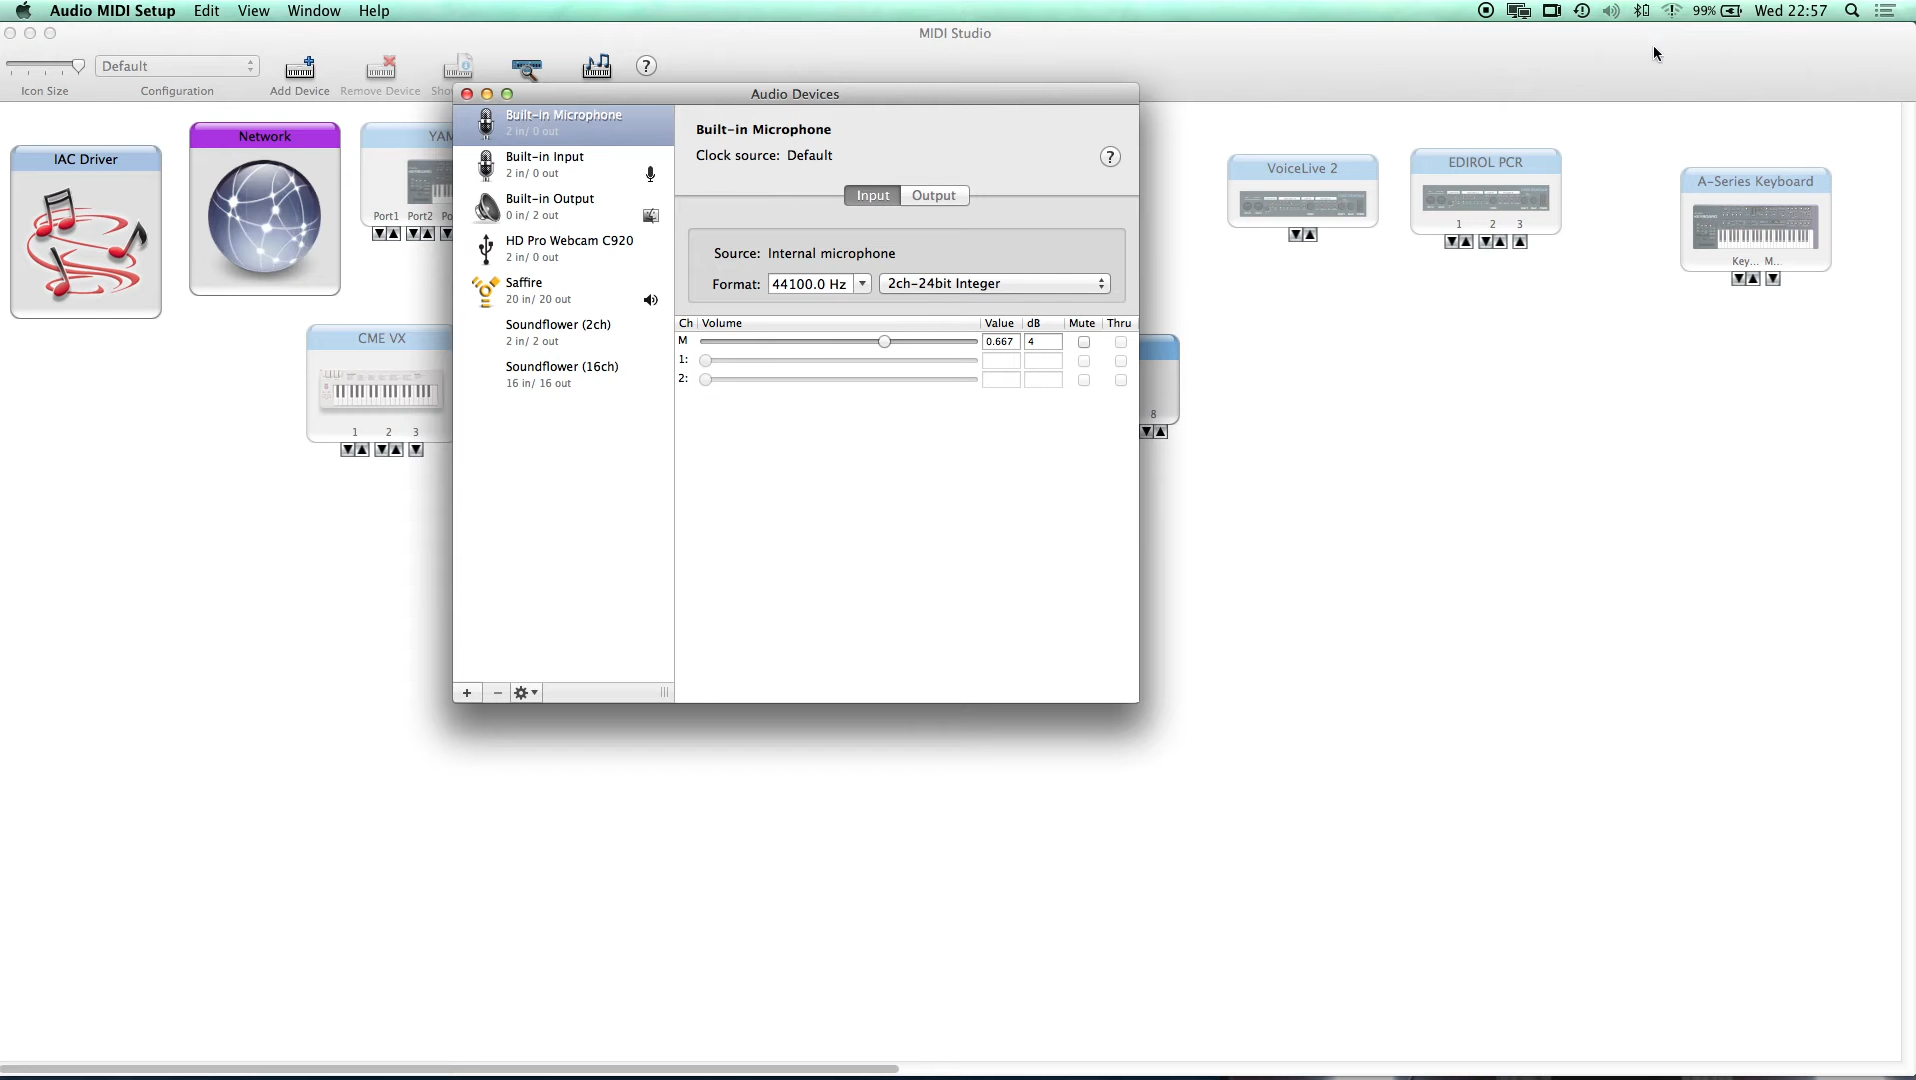 Audio MIDI Setup Edit View Window Help 99% Wed 22:57
MIDI Studio
Default
Icon Size Configuration Add Device Remove Device
Audio Devices
Built-in Microphone
2 in/ 0 out
Built-in Input
2 in/ 0 out
Built-in Output
0 in/ 2 out
HD Pro Webcam C920
2 in/ 0 out
Saffire
20 in/ 20 out
Soundflower (2ch)
2 in/ 2 out
Soundflower (16ch)
16 in/ 16 out
Built-in Microphone
Clock source: Default
?
Input Output
Source: Internal microphone
Format: 44100.0 Hz 2ch-24bit Integer
Ch Volume Value dB Mute Thru
M 0.667 4
1:
2:
IAC Driver
Network
Port1 Port2
CME VX
1 2 3
8
VoiceLive 2
EDIROL PCR
1 2 3
A-Series Keyboard
Key... M...
?